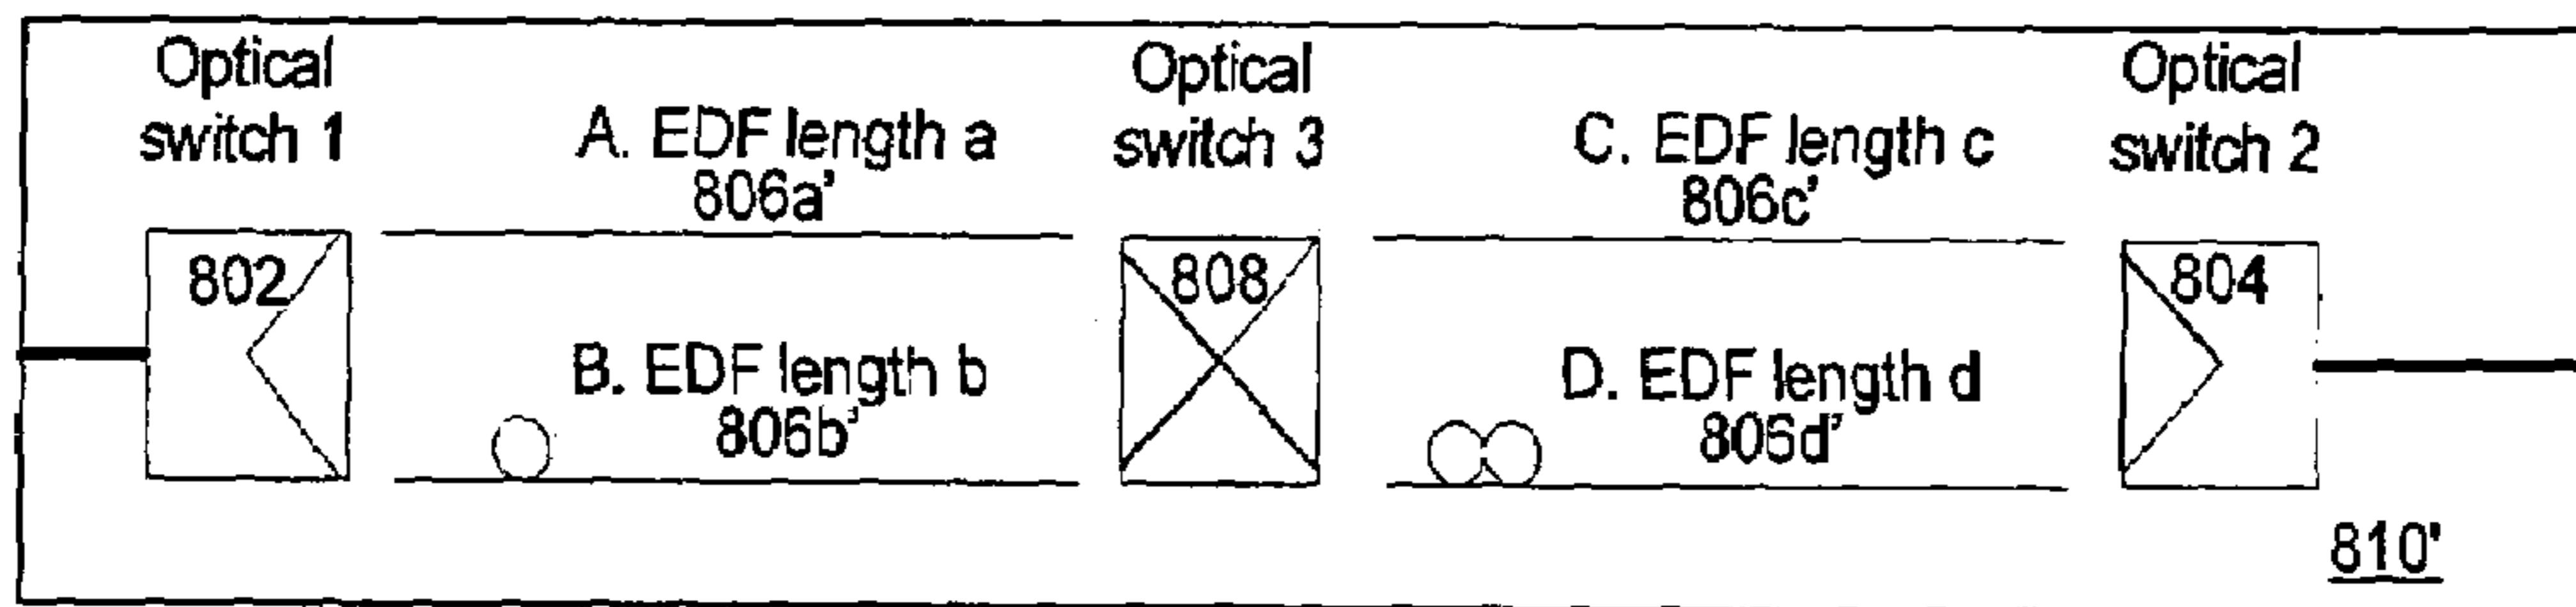 Optical
switch 1
A. EDF length a
806a'
Optical
switch 3
C. EDF length c
806c'
Optical
switch 2
802
808
804
B. EDF length b
806b'
D. EDF length d
806d'
810'